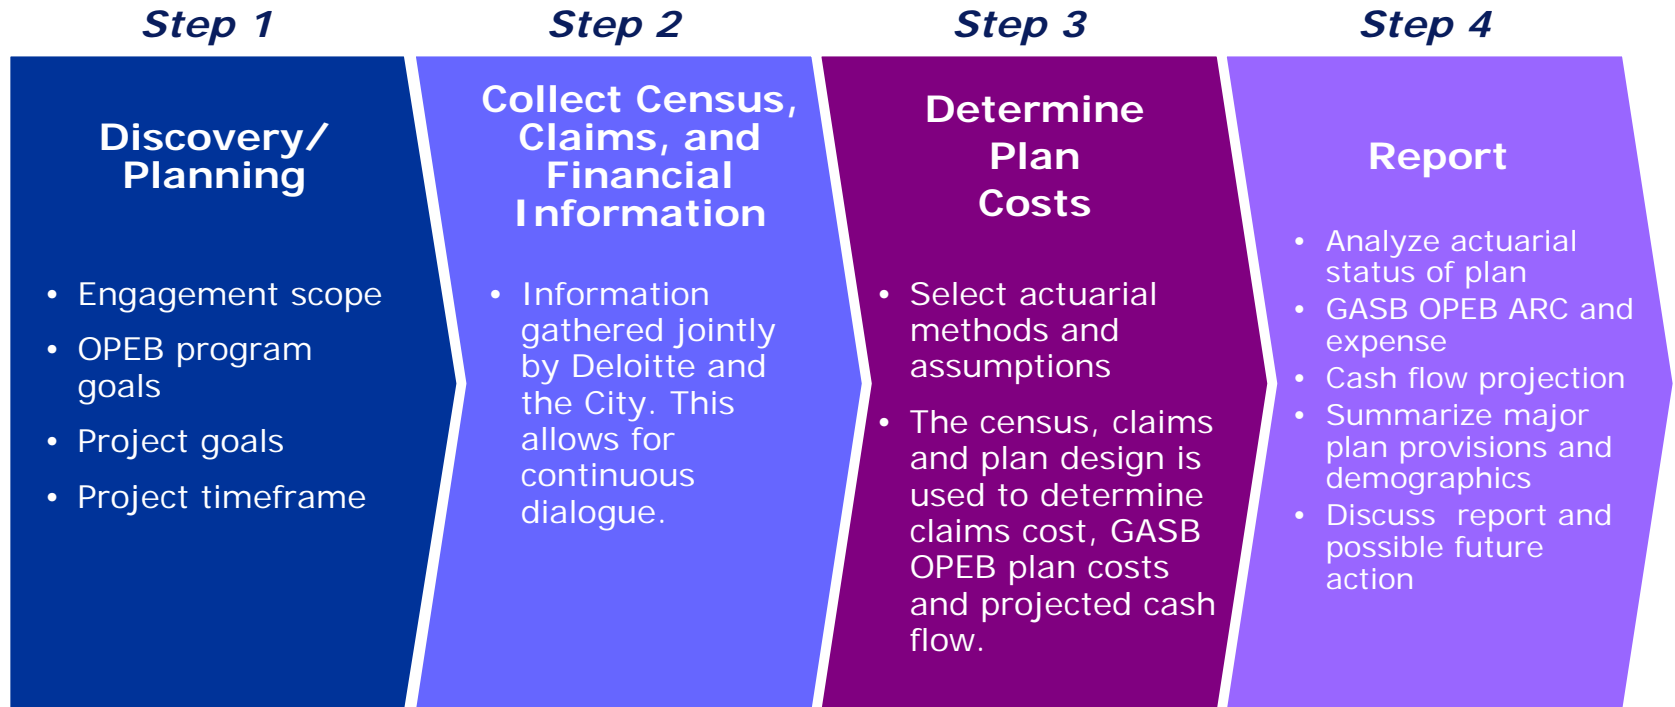 Step 1
Discovery/
Planning
• Engagement scope
• OPEB program
goals
• Project goals
• Project timeframe
Step 2
Collect Census,
Claims, and
Financial
Information
• Information
gathered jointly
by Deloitte and
the City. This
allows for
continuous
dialogue.
Step 3
Determine
Plan
Costs
• Select actuarial
methods and
assumptions
• The census, claims
and plan design is
used to determine
claims cost, GASB
OPEB plan costs
and projected cash
flow.
Step 4
Report
• Analyze actuarial
status of plan
• GASB OPEB ARC and
expense
• Cash flow projection
• Summarize major
plan provisions and
demographics
• Discuss report and
possible future
action